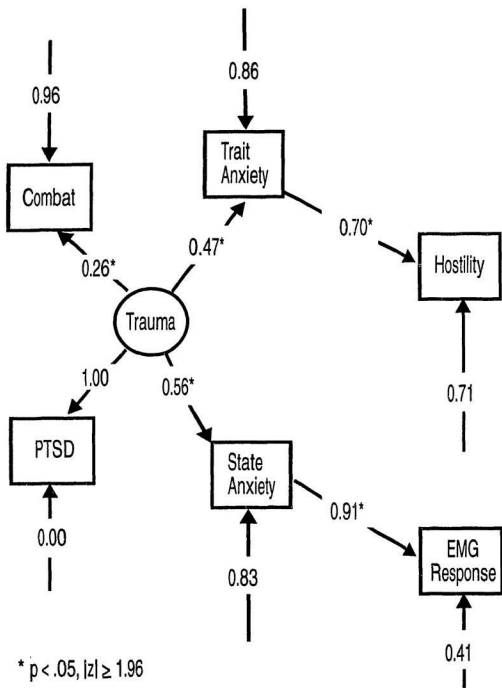 0.86
0.96
Trait
Anxiety
Combat
0.70*
0.47*
Hostility
0.26*
Trauma
1.00
0.56*
0.71
PTSD
State
Anxiety
0.91*
0.00
EMG
Response
0.83
0.41
* p < .05, |z| ≥ 1.96